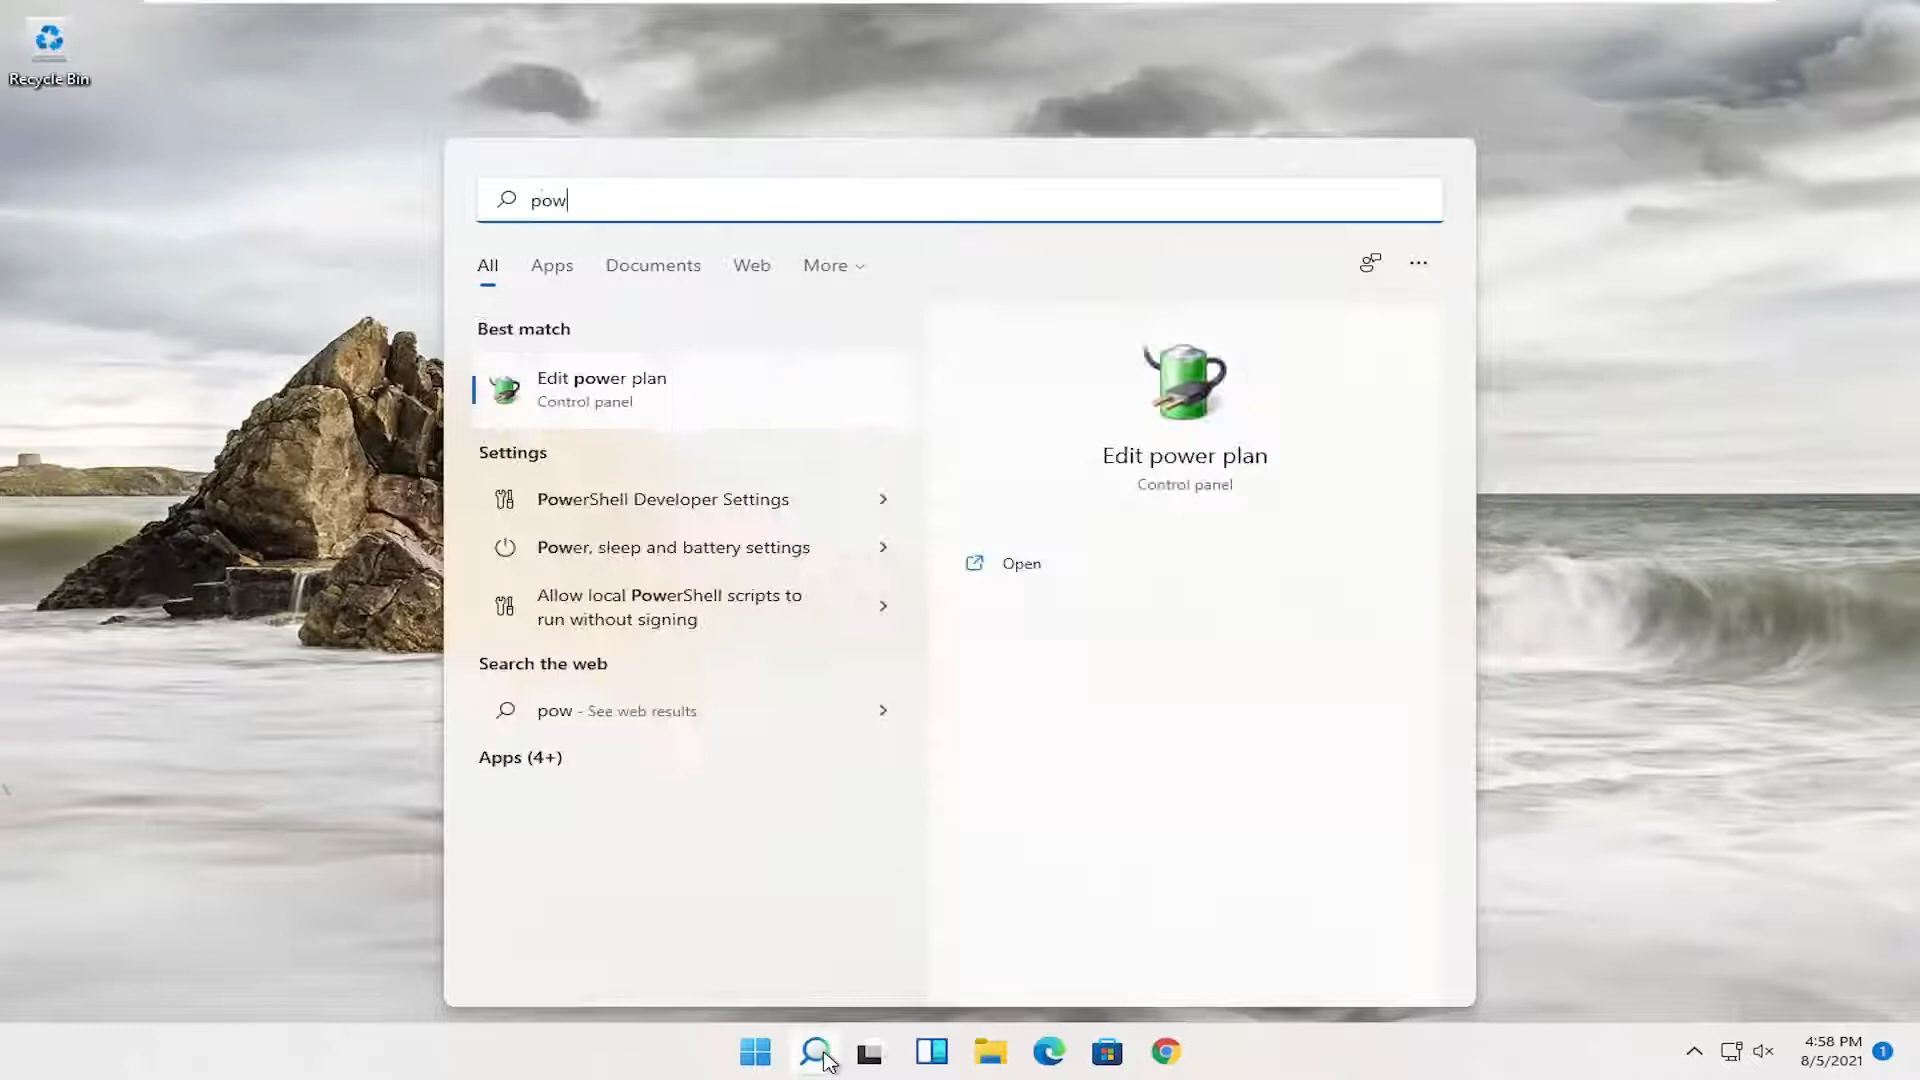 Recycle Bin
pow
All Apps Documents Web More
Best match
Edit power plan
Control panel
Settings
PowerShell Developer Settings
Power, sleep and battery settings
Allow local PowerShell scripts to
run without signing
Search the web
pow - See web results
Apps (4+)
Edit power plan
Control panel
Open
4:58 PM
8/5/2021
1